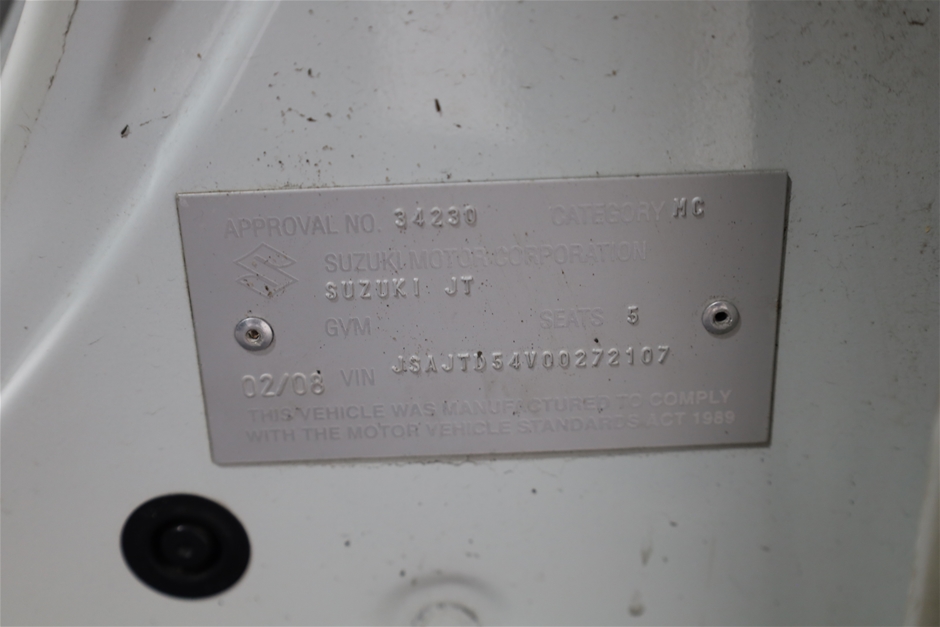 APPROVAL NO. 34230 CATEGORY MC
SUZUKI MOTOR CORPORATION
SUZUKI JT
GVM SEATS 5
02/08 VIN JSAJTD54V00272107
THIS VEHICLE WAS MANUFACTURED TO COMPLY
WITH THE MOTOR VEHICLE STANDARDS ACT 1989